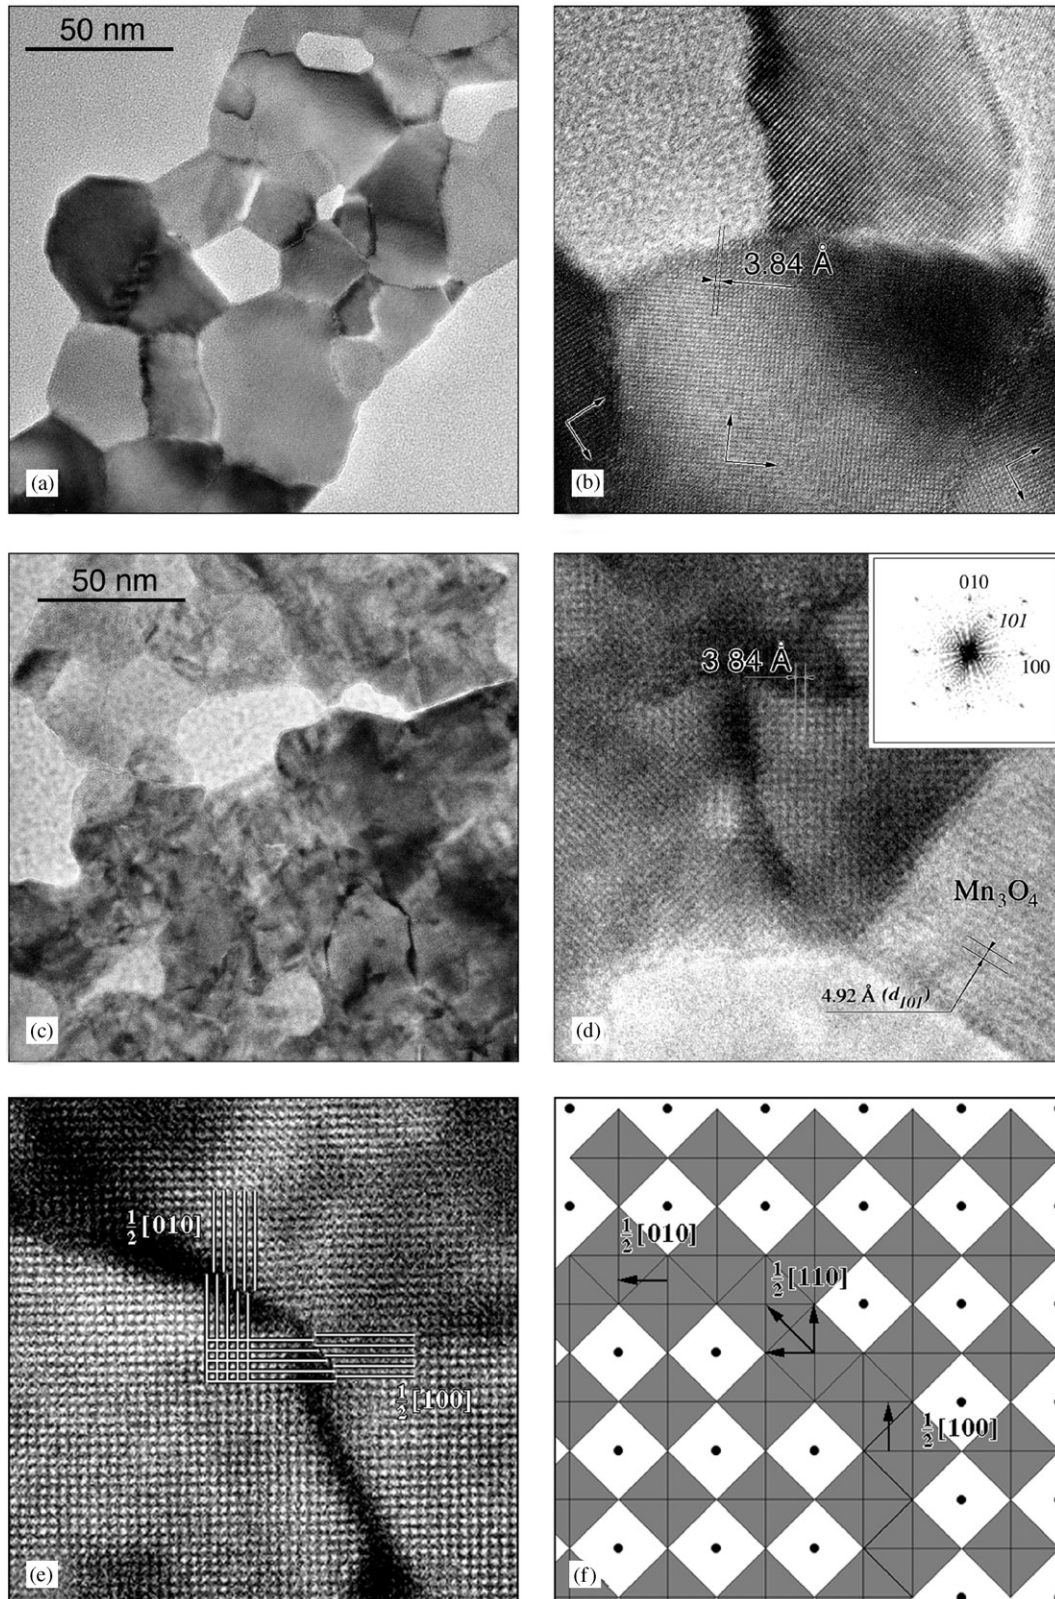 50 nm
(a)
3.84 Å
(b)
50 nm
(c)
010
101
100
3 84 Å
Mn₃O₄
4.92 Å (d₁₀₁)
(d)
½[010]
½[100]
(e)
½[010]
½[110]
½[100]
(f)